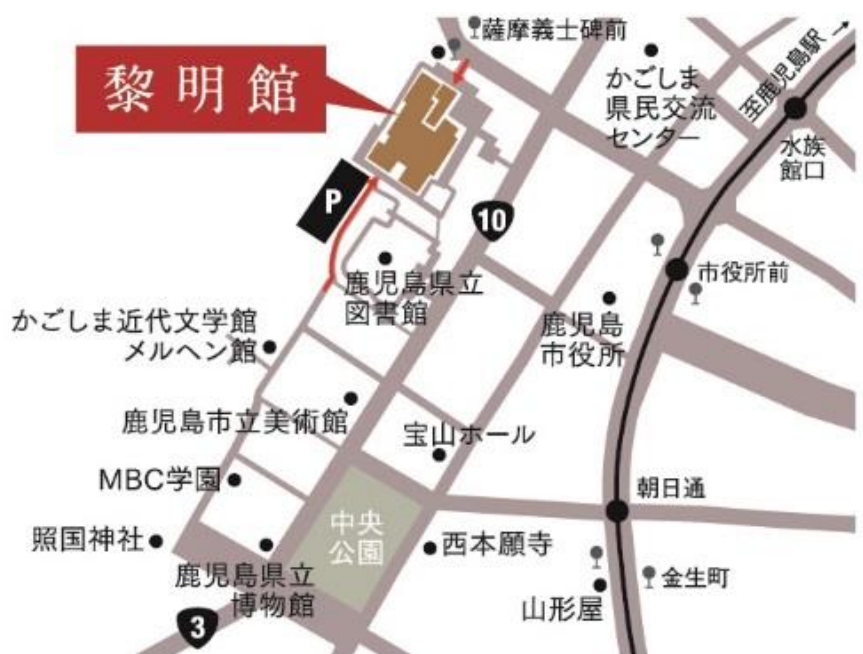 薩摩義士碑前
黎明館
かごしま
県民交流
センター
至鹿児島駅→
水族
館口
P
10
市役所前
鹿児島県立
図書館
鹿児島
市役所
かごしま近代文学館
メルヘン館
鹿児島市立美術館
宝山ホール
MBC学園
朝日通
中央
公園
照国神社
西本願寺
鹿児島県立
博物館
金生町
山形屋
3